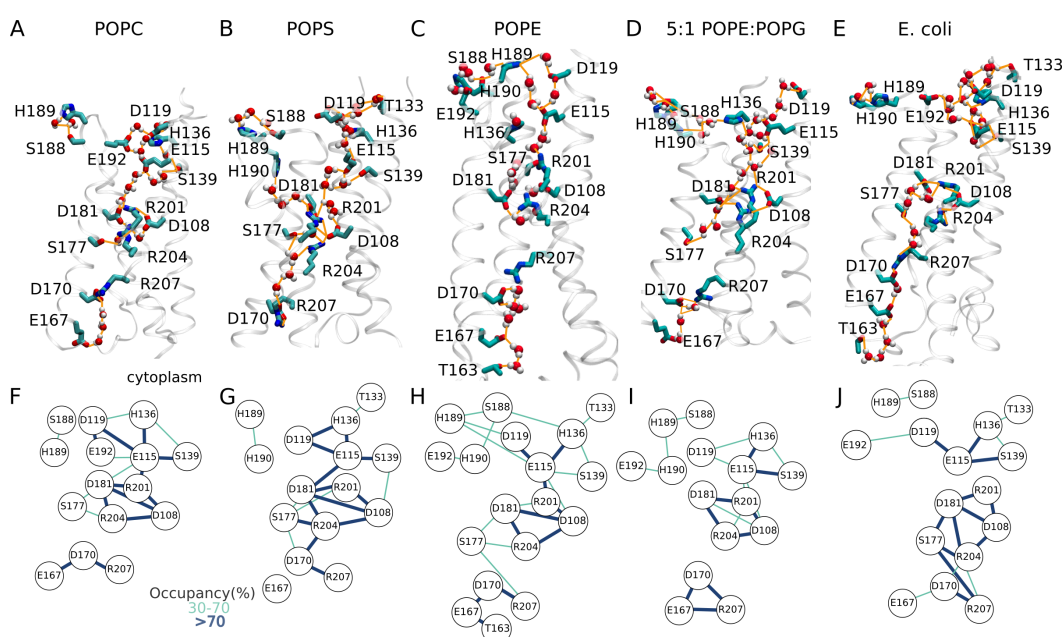 A POPC
B POPS
C POPE
D 5:1 POPE:POPG
E E. coli
H189
S188
D119
H136
E192
E115
S139
D181
R201
D108
S177
R204
D170
R207
E167
D119
T133
S188
H136
H189
E115
H190
S139
D181
R201
S177
D108
R204
R207
D170
S188
H189
D119
H190
E192
E115
H136
S177
R201
D181
D108
R204
R207
D170
E167
T163
S188
H136
D119
H189
H190
S139
R201
D181
D108
R204
S177
R207
D170
E167
T133
D119
H190
H136
E192
E115
S139
D181
S177
D108
R204
R207
D170
E167
T163
cytoplasm
F
S188
D119
H136
H189
E192
E115
S139
D181
R201
S177
R204
D108
D170
E167
R207
G
T133
H189
H136
D119
H190
E115
S139
D181
R201
S177
R204
D108
D170
R207
E167
H
T133
H189
S188
D119
H136
E192
H190
E115
S139
R201
D181
D108
S177
R204
D170
E167
R207
T163
I
S188
H189
H136
D119
E192
H190
E115
S139
D181
R201
R204
D108
D170
E167
R207
J
S188
H189
T133
E192
D119
H136
E115
S139
R201
D181
D108
S177
R204
D170
E167
R207
Occupancy(%)
30-70
>70